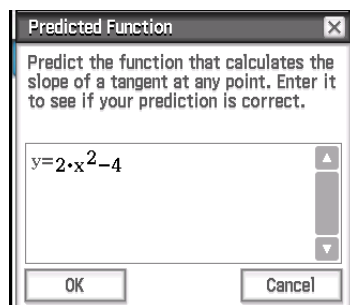 Predicted Function
Predict the function that calculates the
slope of a tangent at any point. Enter it
to see if your prediction is correct.
y=2·x²−4
OK Cancel